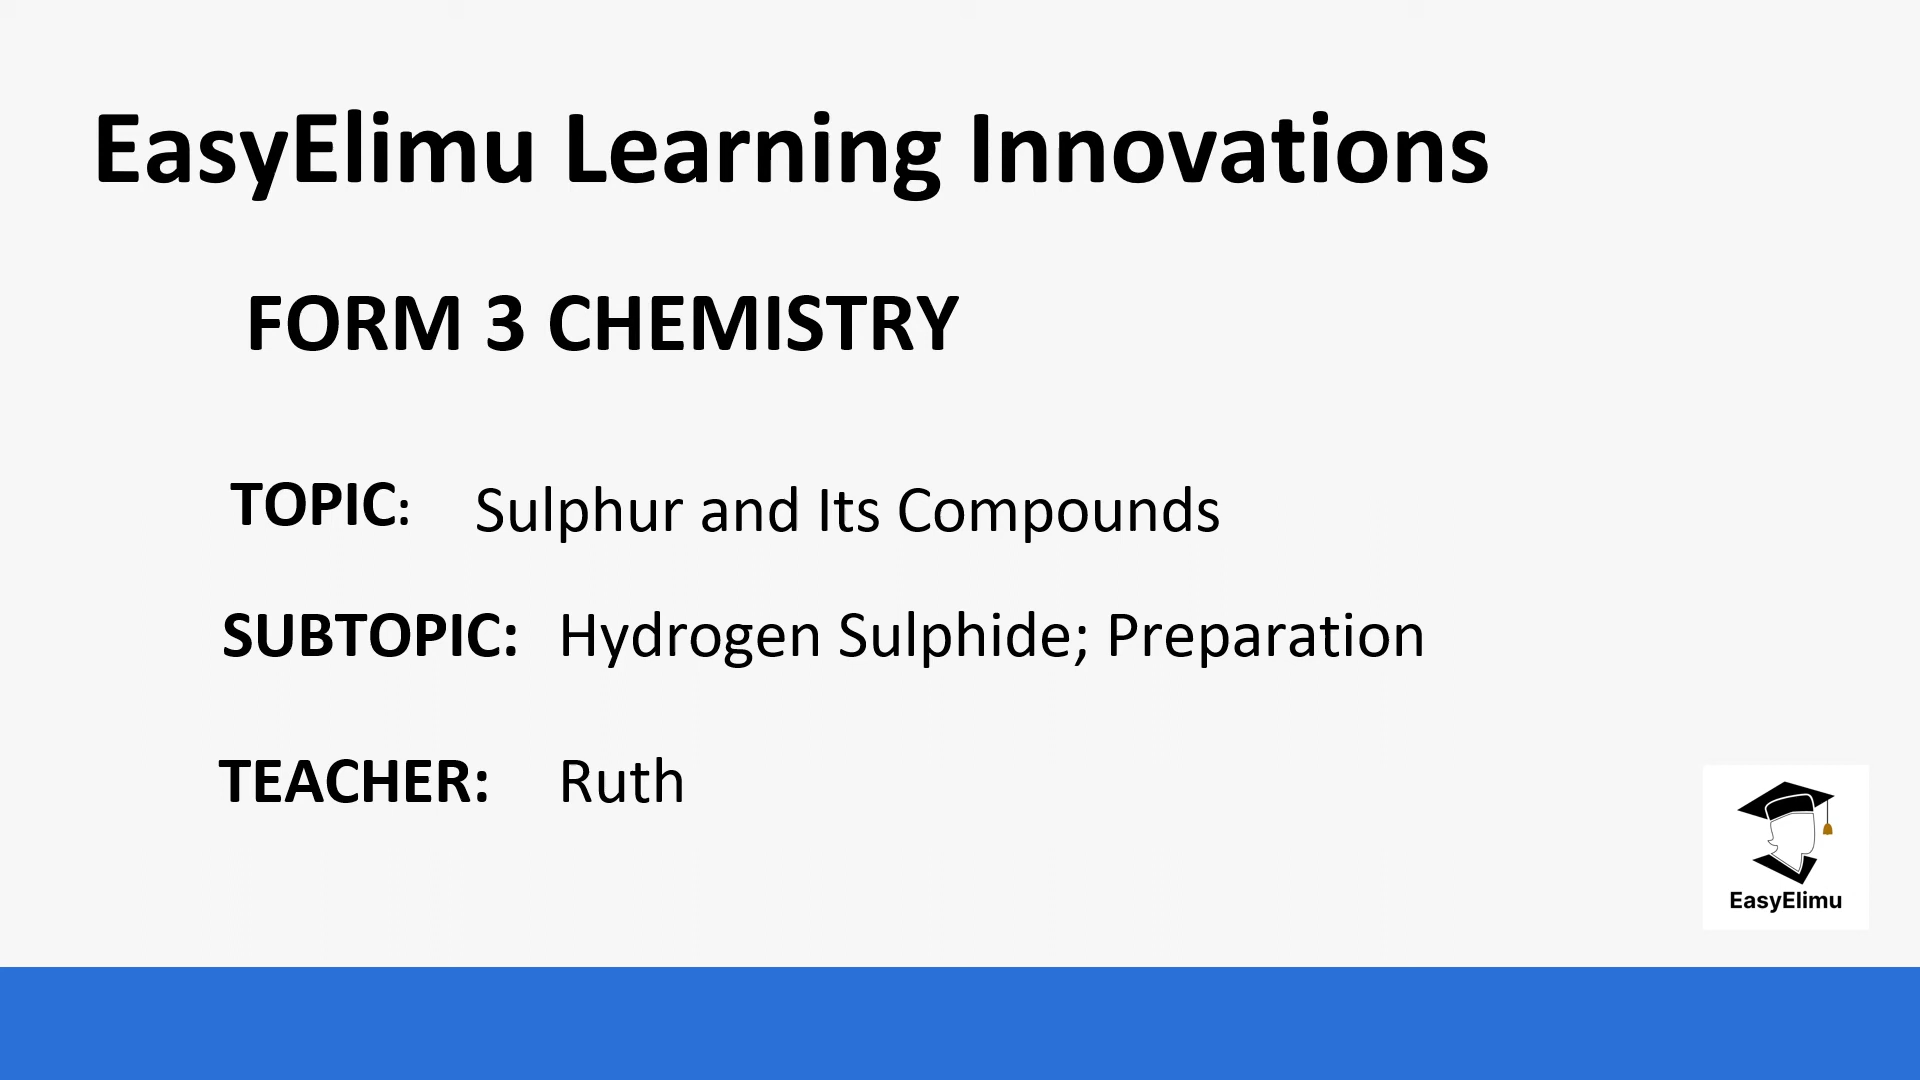 EasyElimu Learning Innovations
FORM 3 CHEMISTRY
TOPIC: Sulphur and Its Compounds
SUBTOPIC: Hydrogen Sulphide; Preparation
TEACHER: Ruth
EasyElimu